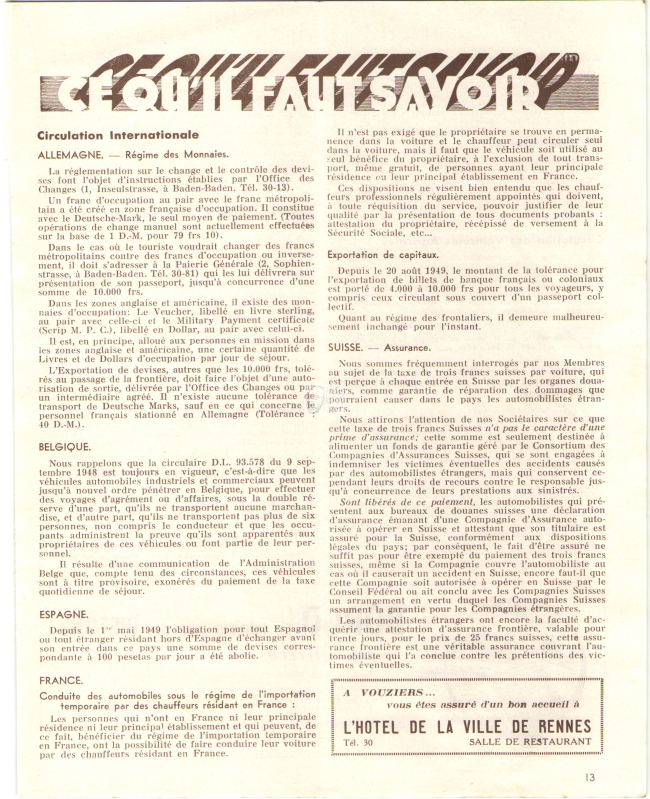 CE QU'IL FAUT SAVOIR
Circulation Internationale
ALLEMAGNE. — Régime des Monnaies.
La réglementation sur le change et le contrôle des devi-
ses font l'objet d'instructions établies par l'Office des
Changes (1, Inseulstrasse, à Baden-Baden. Tél. 30-13).
Un franc d'occupation au pair avec le franc métropoli-
tain a été créé en zone française d'occupation. Il constitue
avec le Deutsche-Mark, le seul moyen de paiement. (Toutes
opérations de change manuel sont actuellement effectuées
sur la base de 1 D.-M. pour 79 frs 10).
Dans le cas où le touriste voudrait changer des francs
métropolitains contre des francs d'occupation ou inverse-
ment, il doit s'adresser à la Paierie Générale (2, Sophien-
strasse, à Baden-Baden. Tél. 30-81) qui les lui délivrera sur
présentation de son passeport, jusqu'à concurrence d'une
somme de 10.000 frs.
Dans les zones anglaise et américaine, il existe des mon-
naies d'occupation: Le Voucher, libellé en livre sterling,
au pair avec celle-ci et le Military Payment certificate
(Scrip M. P. C.), libellé en Dollar, au pair avec celui-ci.
Il est, en principe, alloué aux personnes en mission dans
les zones anglaise et américaine, une certaine quantité de
Livres et de Dollars d'occupation par jour de séjour.
L'Exportation de devises, autres que les 10.000 frs, tolé-
rés au passage de la frontière, doit faire l'objet d'une auto-
risation de sortie, délivrée par l'Office des Changes ou par
un intermédiaire agréé. Il n'existe aucune tolérance de
transport de Deutsche Marks, sauf en ce qui concerne le
personnel français stationné en Allemagne (Tolérance :
40 D.-M.).
BELGIQUE.
Nous rappelons que la circulaire D.L. 93.578 du 9 sep-
tembre 1948 est toujours en vigueur, c'est-à-dire que les
véhicules automobiles industriels et commerciaux peuvent
jusqu'à nouvel ordre pénétrer en Belgique, pour effectuer
des voyages d'agrément ou d'affaires, sous la double ré-
serve d'une part, qu'ils ne transportent aucune marchan-
dise, et d'autre part, qu'ils ne transportent pas plus de six
personnes, non compris le conducteur et que les occu-
pants administrent la preuve qu'ils sont apparentés aux
propriétaires de ces véhicules ou font partie de leur per-
sonnel.
Il résulte d'une communication de l'Administration
Belge que, compte tenu des circonstances, ces véhicules
sont à titre provisoire, exonérés du paiement de la taxe
quotidienne de séjour.
ESPAGNE.
Depuis le 1er mai 1949 l'obligation pour tout Espagnol
ou tout étranger résidant hors d'Espagne d'échanger avant
son entrée dans ce pays une somme de devises corres-
pondante à 100 pesetas par jour a été abolie.
FRANCE.
Conduite des automobiles sous le régime de l'importation
temporaire par des chauffeurs résidant en France :
Les personnes qui n'ont en France ni leur principale
résidence ni leur principal établissement et qui peuvent, de
ce fait, bénéficier du régime de l'importation temporaire
en France, ont la possibilité de faire conduire leur voiture
par des chauffeurs résidant en France.
Il n'est pas exigé que le propriétaire se trouve en perma-
nence dans la voiture et le chauffeur peut circuler seul
dans la voiture, mais il faut que le véhicule soit utilisé au
seul bénéfice du propriétaire, à l'exclusion de tout trans-
port, même gratuit, de personnes ayant leur principale
résidence ou leur principal établissement en France.
Ces dispositions ne visent bien entendu que les chauf-
feurs professionnels régulièrement appointés qui doivent,
à toute réquisition du service, pouvoir justifier de leur
qualité par la présentation de tous documents probants :
attestation du propriétaire, récépissé de versement à la
Sécurité Sociale, etc...
Exportation de capitaux.
Depuis le 20 août 1949, le montant de la tolérance pour
l'exportation de billets de banque français ou coloniaux
est porté de 4.000 à 10.000 frs pour tous les voyageurs, y
compris ceux circulant sous couvert d'un passeport col-
lectif.
Quant au régime des frontaliers, il demeure malheureu-
sement inchangé pour l'instant.
SUISSE. — Assurance.
Nous sommes fréquemment interrogés par nos Membres
au sujet de la taxe de trois francs suisses par voiture, qui
est perçue à chaque entrée en Suisse par les organes doua-
niers, comme garantie de réparation des dommages que
pourraient causer dans le pays les automobilistes étran-
gers.
Nous attirons l'attention de nos Sociétaires sur ce que
cette taxe de trois francs Suisses n'a pas le caractère d'une
prime d'assurance; cette somme est seulement destinée à
alimenter un fonds de garantie géré par le Consortium des
Compagnies d'Assurances Suisses, qui se sont engagées à
indemniser les victimes éventuelles des accidents causés
par des automobilistes étrangers, mais qui conservent ce-
pendant leurs droits de recours contre le responsable jus-
qu'à concurrence de leurs prestations aux sinistrés.
Sont libérés de ce paiement, les automobilistes qui pré-
sentent aux bureaux de douanes suisses une déclaration
d'assurance émanant d'une Compagnie d'Assurance auto-
risée à opérer en Suisse et attestant que son titulaire est
assuré pour la Suisse, conformément aux dispositions
légales du pays; par conséquent, le fait d'être assuré ne
suffit pas pour être exempté du paiement des trois francs
suisses, même si la Compagnie couvre l'automobiliste au
cas où il causerait un accident en Suisse, encore faut-il que
cette Compagnie soit autorisée à opérer en Suisse par le
Conseil Fédéral ou ait conclu avec les Compagnies Suisses
un arrangement en vertu duquel les Compagnies Suisses
assument la garantie pour les Compagnies étrangères.
Les automobilistes étrangers ont encore la faculté d'ac-
quérir une attestation d'assurance frontière, valable pour
trente jours, pour le prix de 25 francs suisses, cette assu-
rance frontière est une véritable assurance couvrant l'au-
tomobiliste qui l'a conclue contre les prétentions des vic-
times éventuelles.
A VOUZIERS...
vous êtes assuré d'un bon accueil à
L'HOTEL DE LA VILLE DE RENNES
Tél. 30 SALLE DE RESTAURANT
13